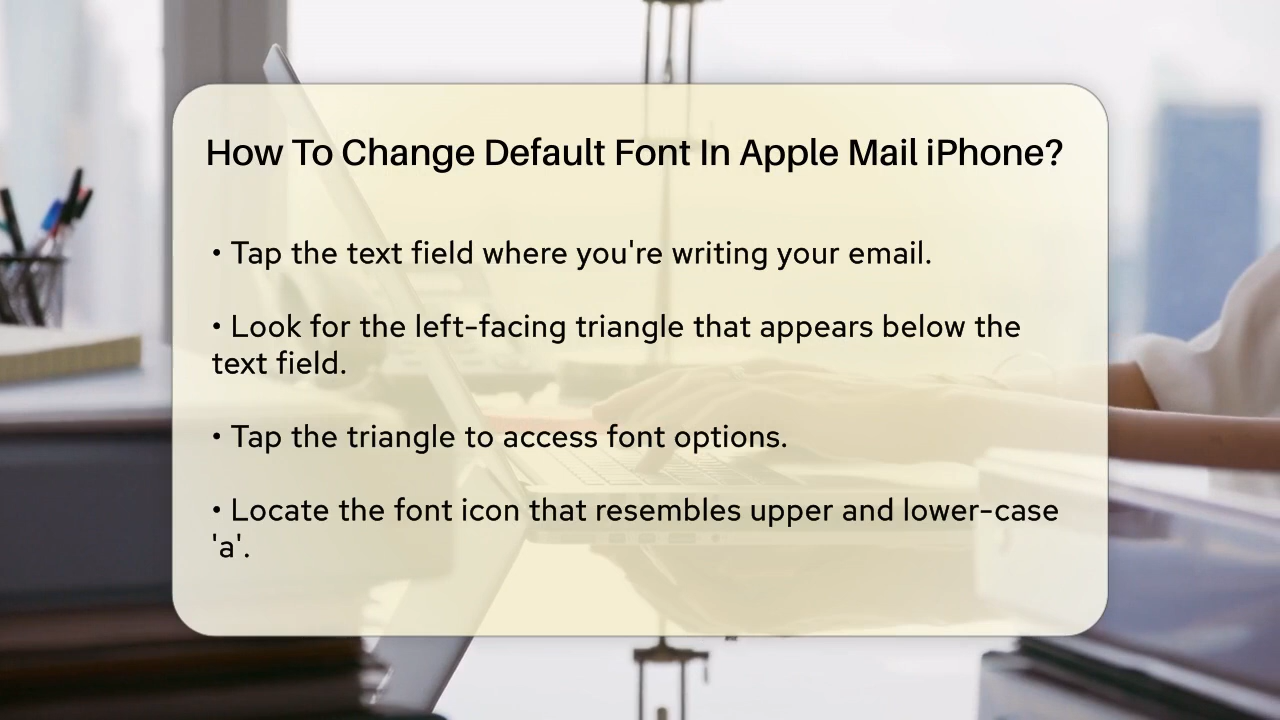 How To Change Default Font In Apple Mail iPhone?
• Tap the text field where you're writing your email.
• Look for the left-facing triangle that appears below the
text field.
• Tap the triangle to access font options.
• Locate the font icon that resembles upper and lower-case
'a'.